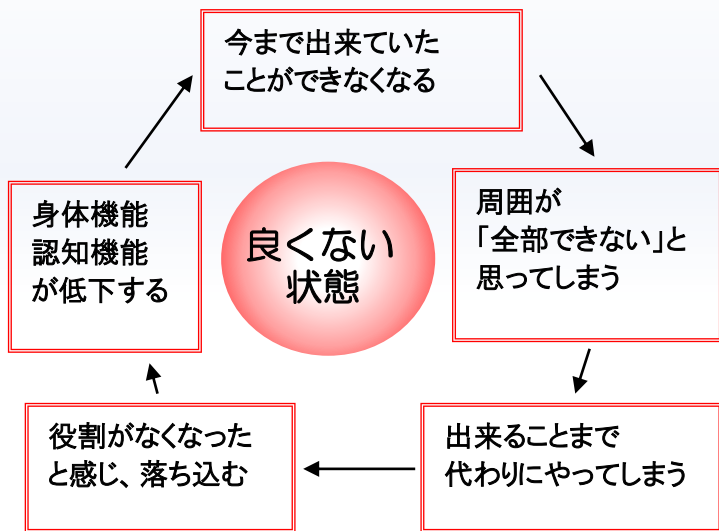 今まで出来ていた
ことができなくなる
周囲が
「全部できない」と
思ってしまう
出来ることまで
代わりにやってしまう
役割がなくなった
と感じ、落ち込む
身体機能
認知機能
が低下する
良くない
状態